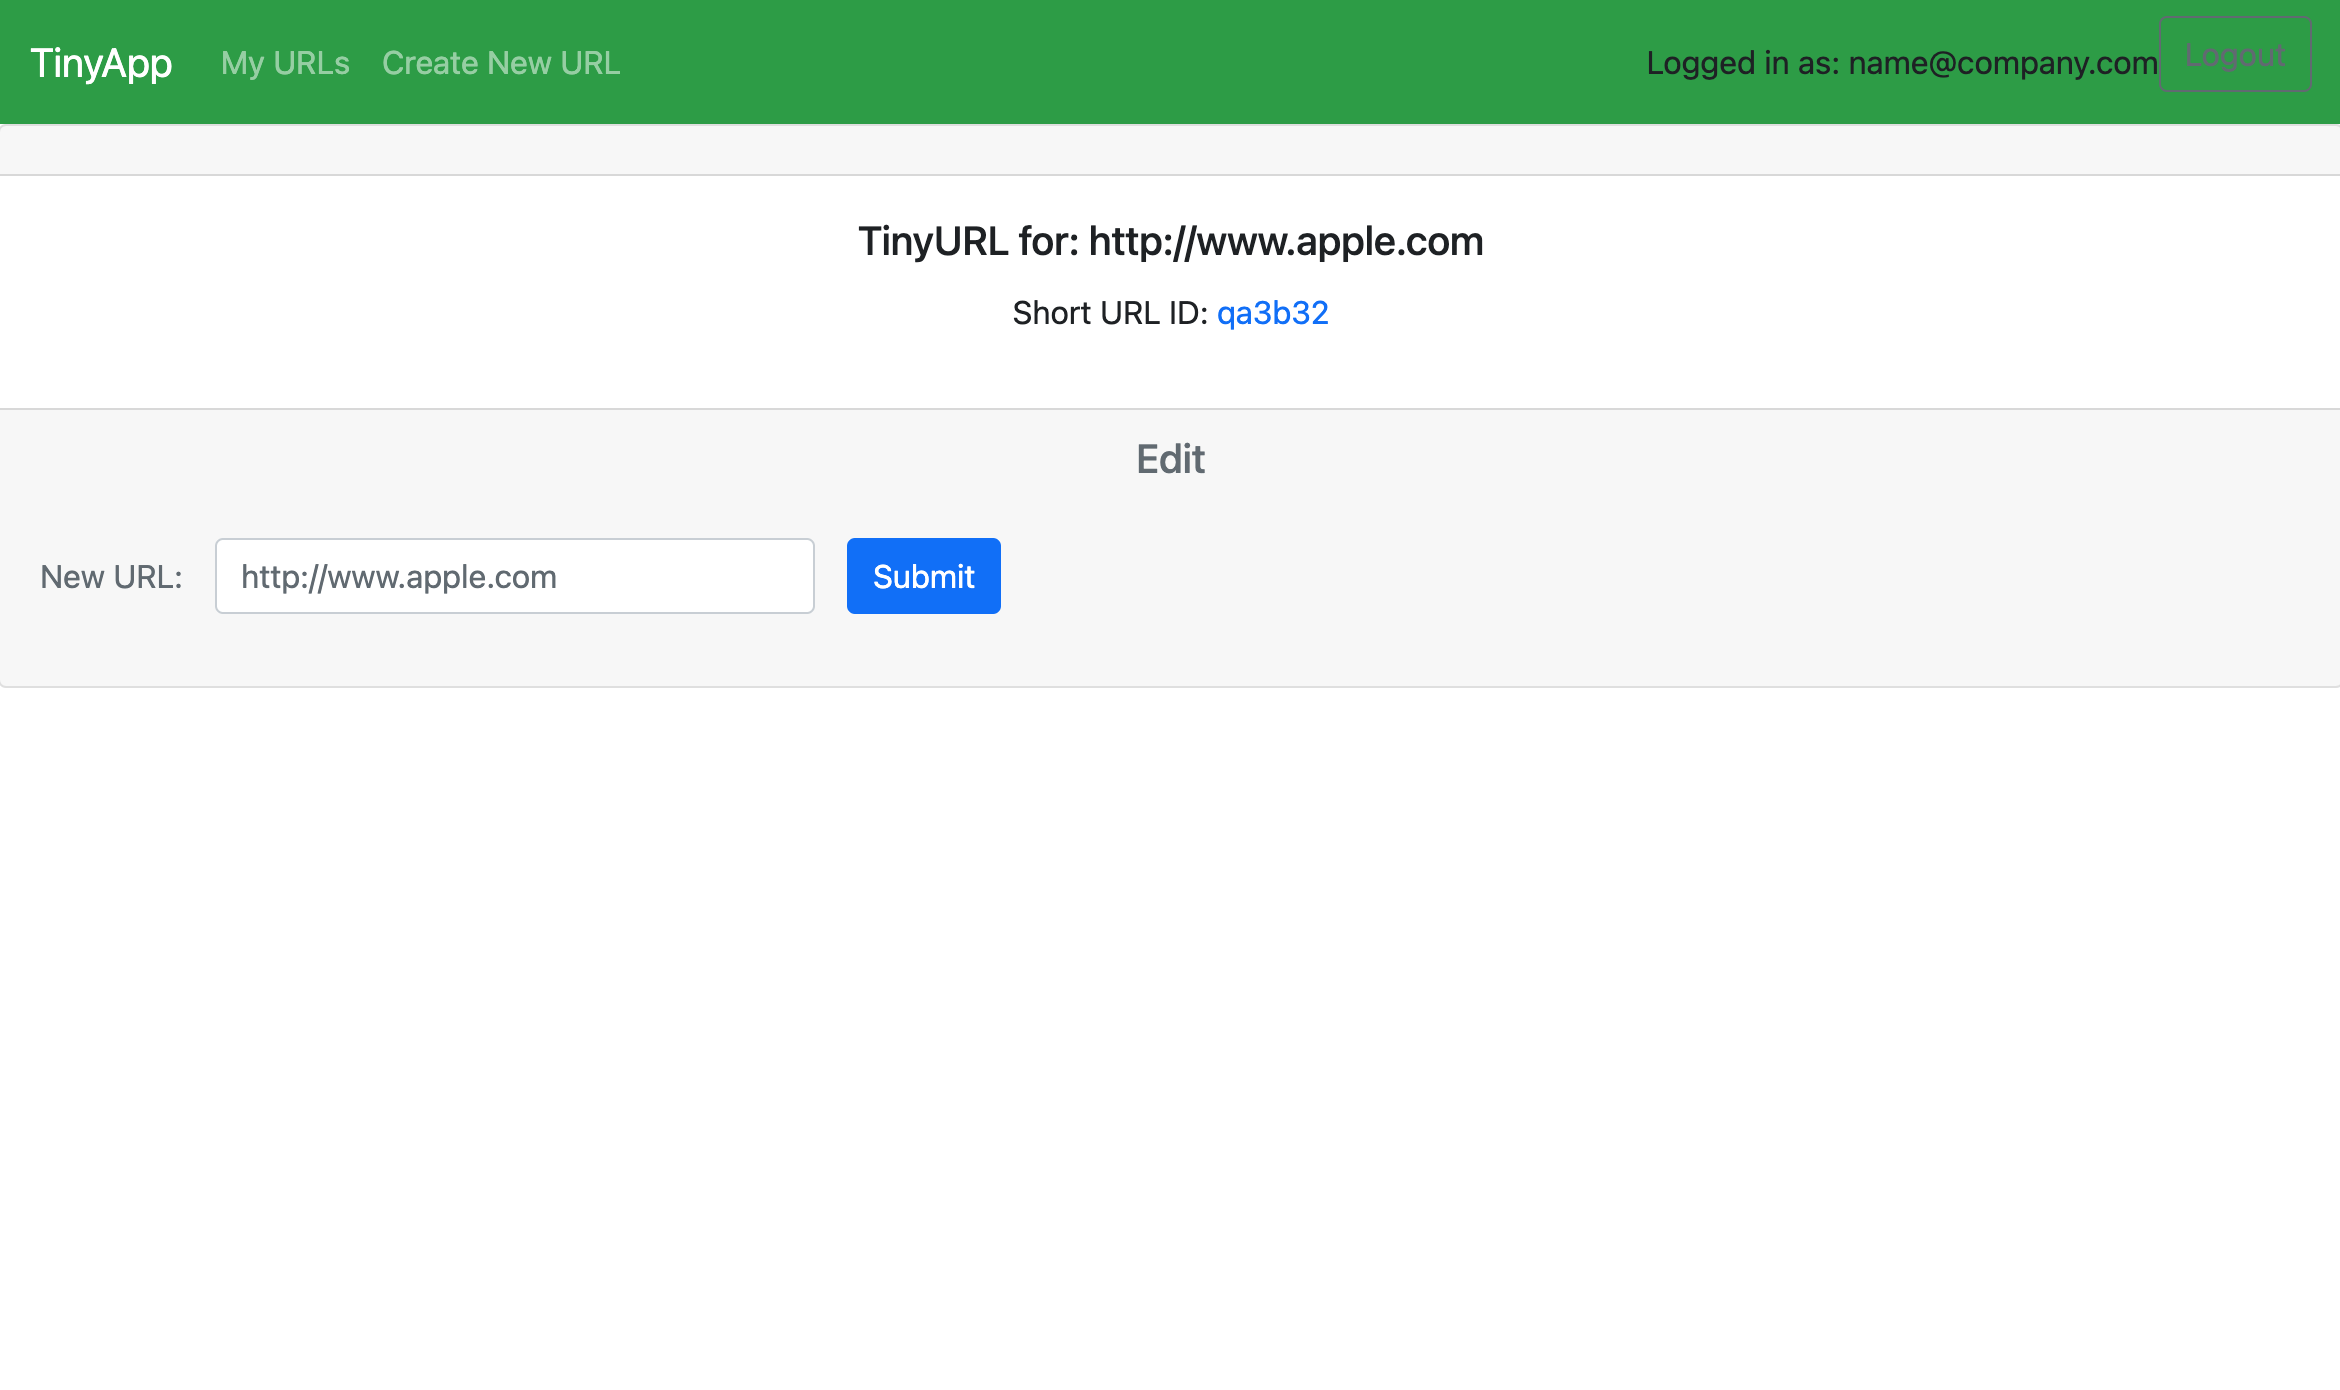 TinyApp My URLs Create New URL Logged in as: name@company.com Logout
TinyURL for: http://www.apple.com
Short URL ID: qa3b32
Edit
New URL: http://www.apple.com Submit